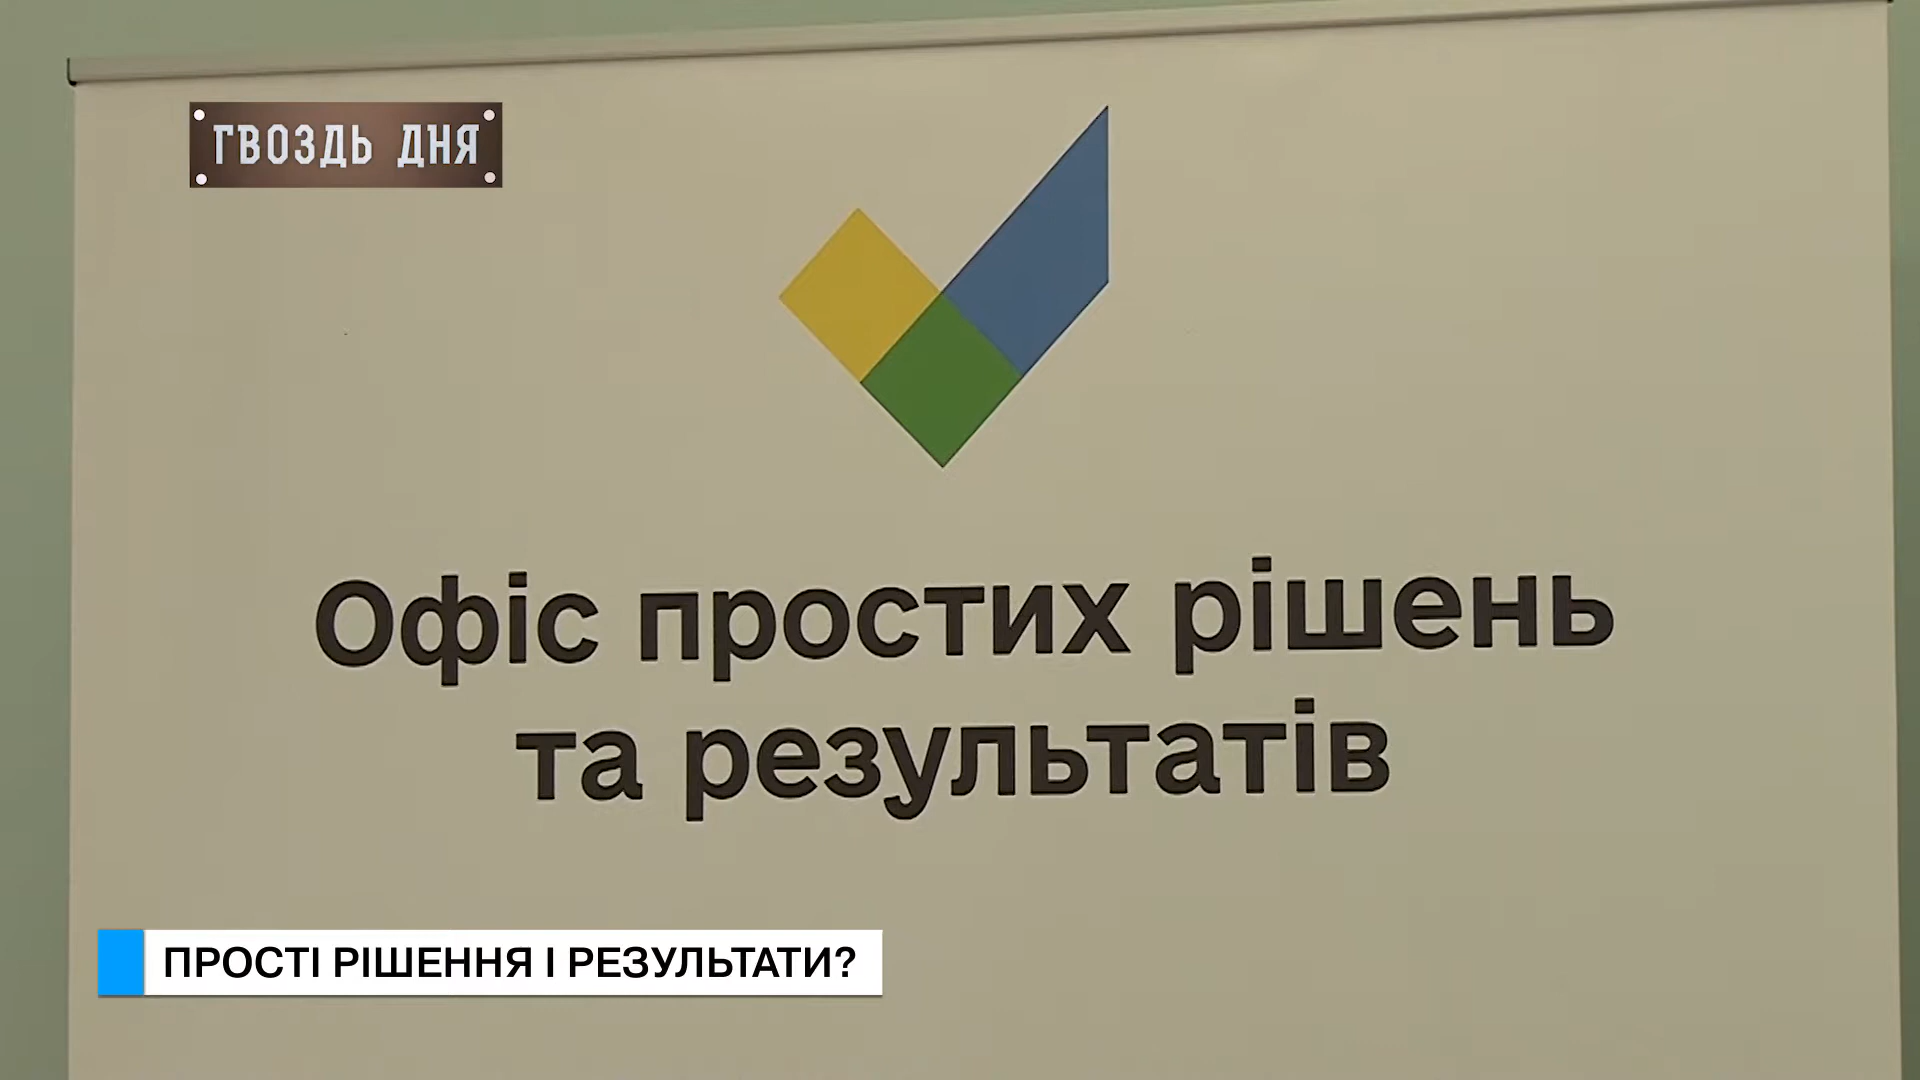 ГВОЗДЬ ДНЯ
Офіс простих рішень
та результатів
ПРОСТІ РІШЕННЯ І РЕЗУЛЬТАТИ?